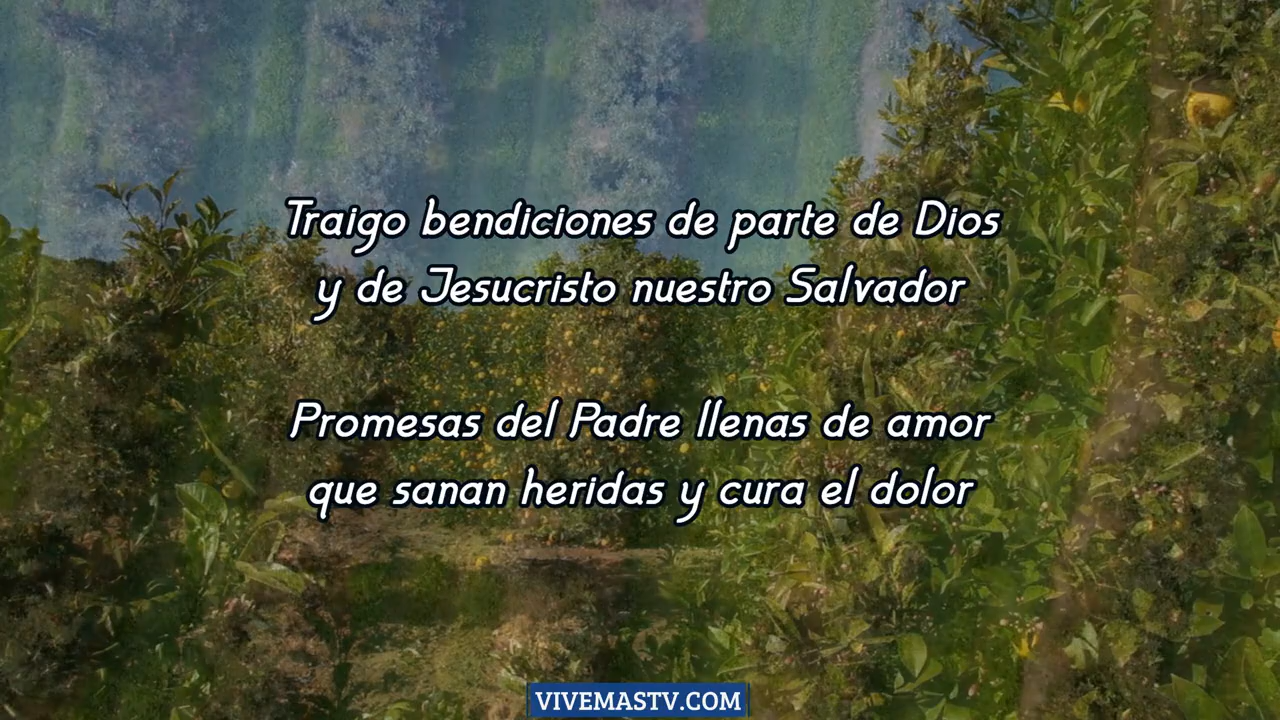 Traigo bendiciones de parte de Dios
y de Jesucristo nuestro Salvador
Promesas del Padre llenas de amor
que sanan heridas y cura el dolor
VIVEMASTV.COM